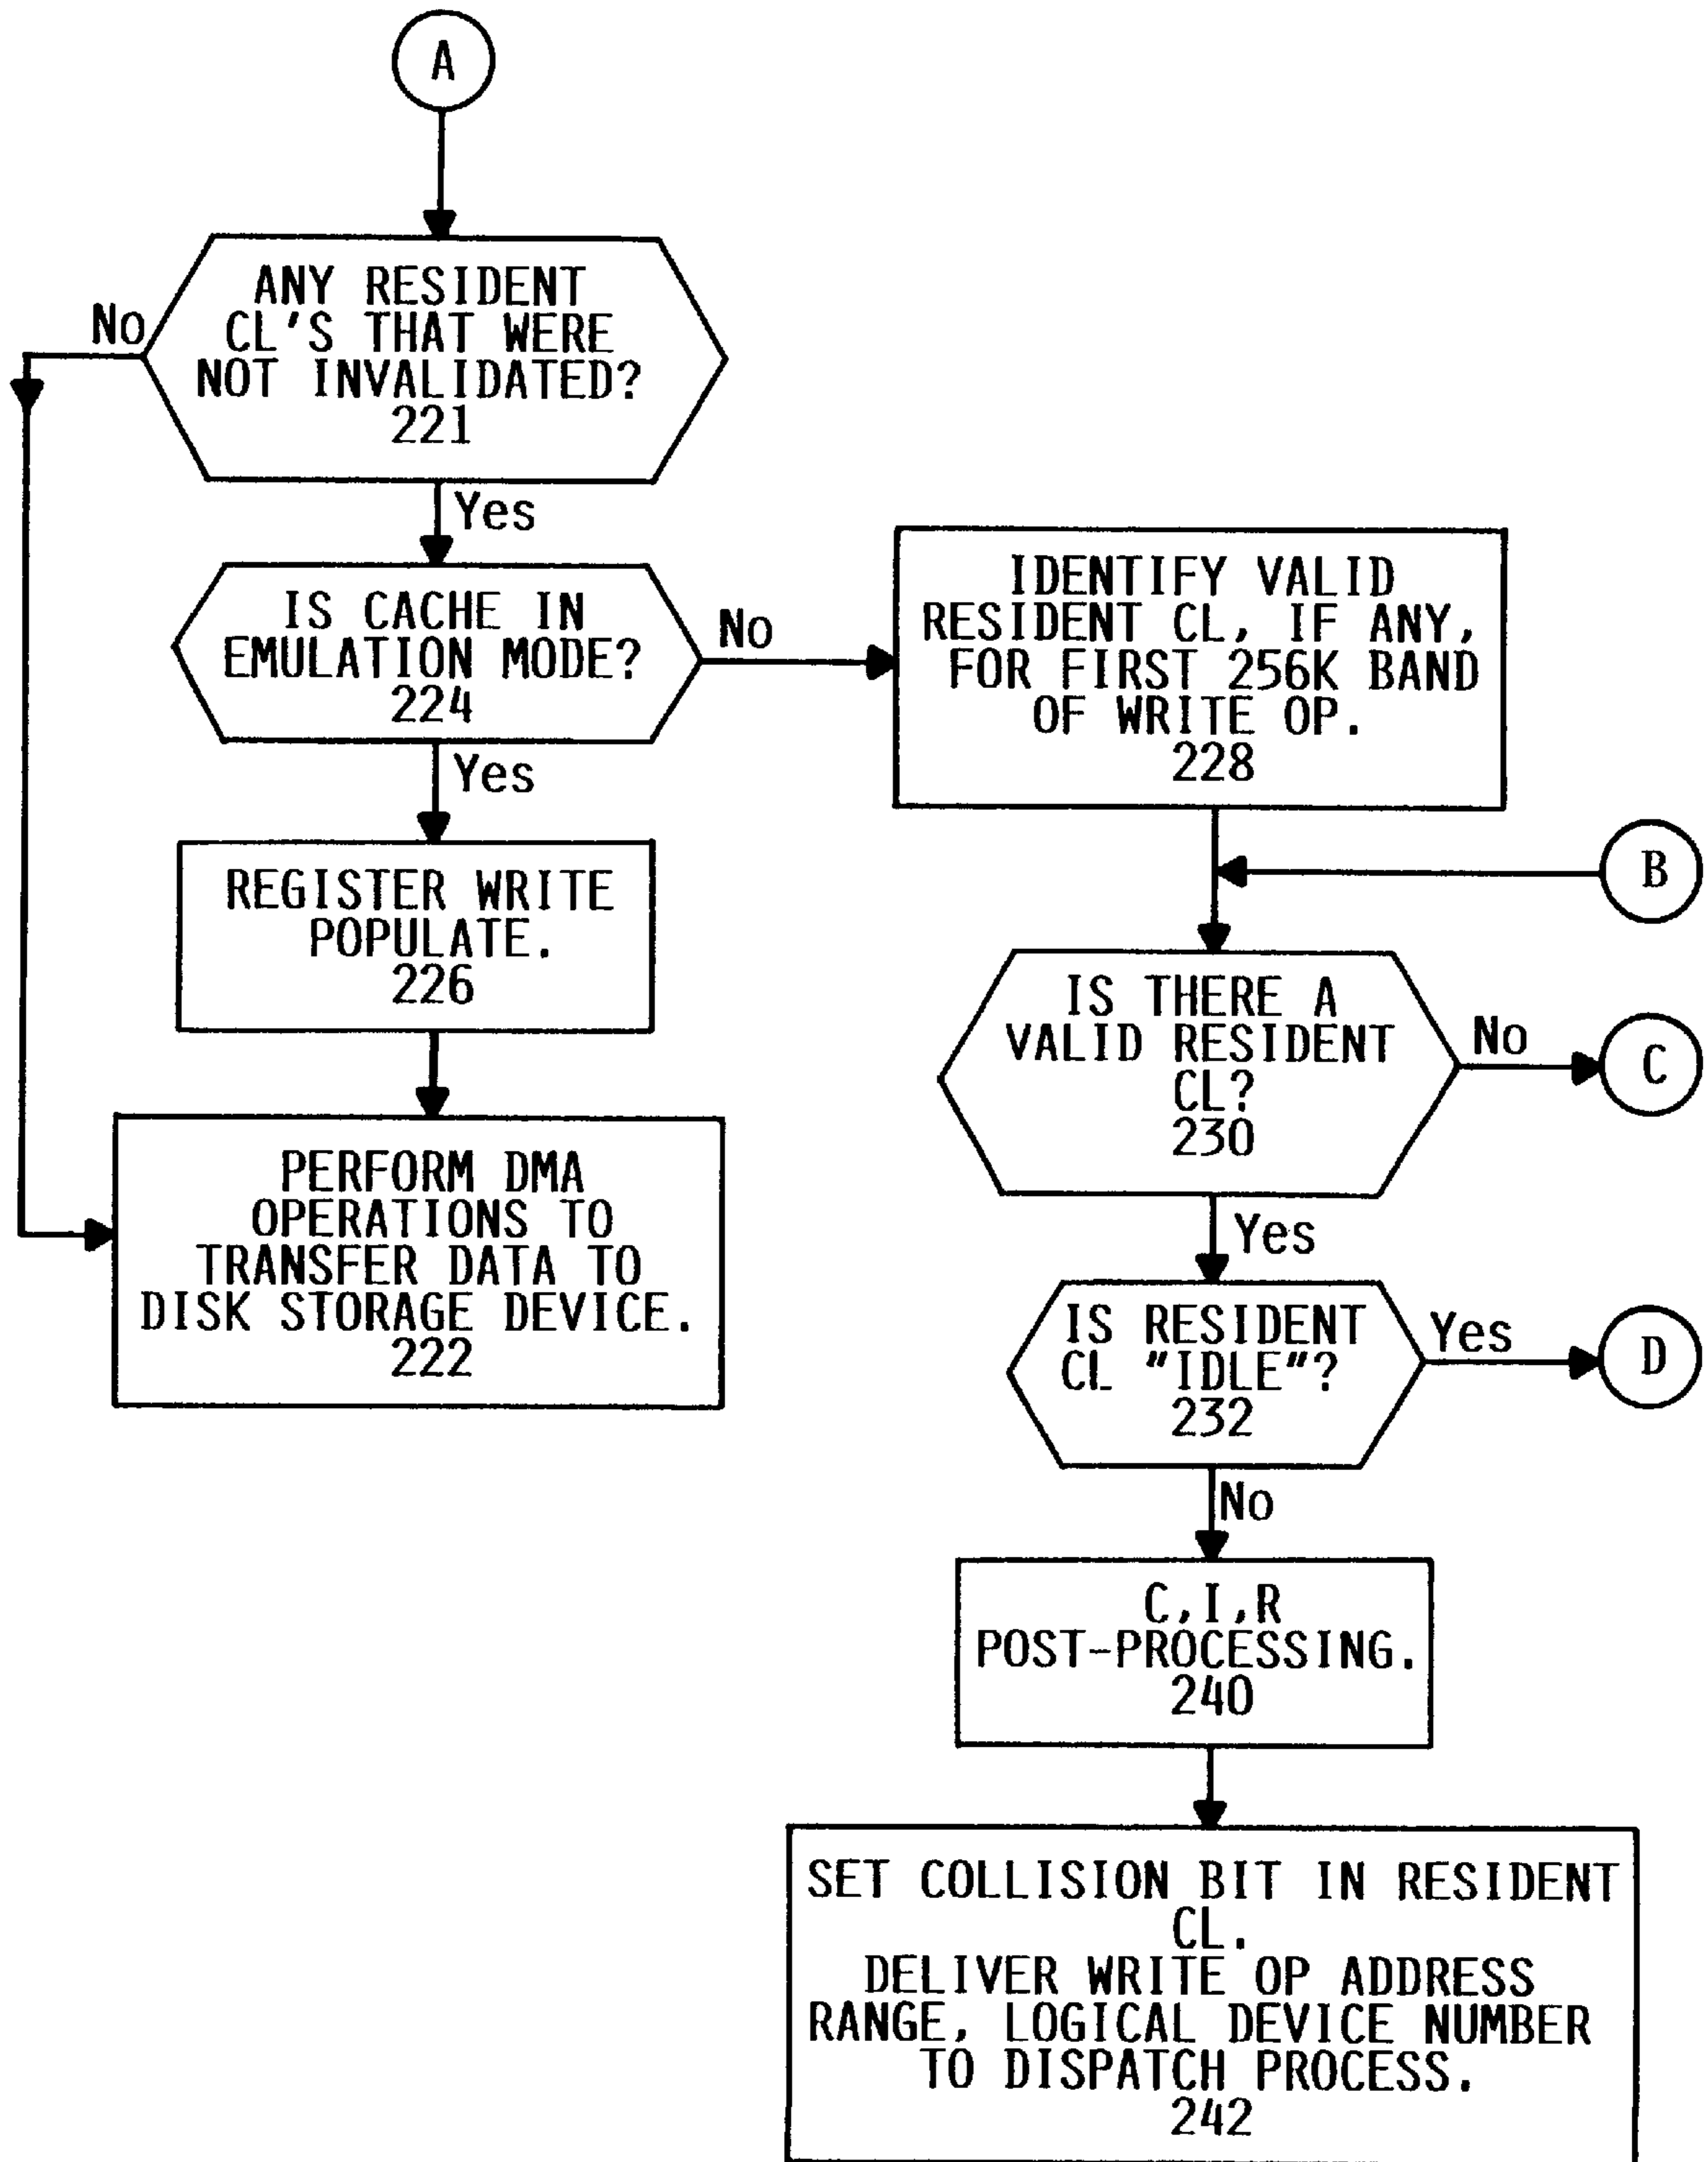 A
ANY RESIDENT
CL'S THAT WERE
NOT INVALIDATED?
221
No
Yes
IS CACHE IN
EMULATION MODE?
224
No
Yes
REGISTER WRITE
POPULATE.
226
PERFORM DMA
OPERATIONS TO
TRANSFER DATA TO
DISK STORAGE DEVICE.
222
IDENTIFY VALID
RESIDENT CL, IF ANY,
FOR FIRST 256K BAND
OF WRITE OP.
228
B
IS THERE A
VALID RESIDENT
CL?
230
No
C
Yes
IS RESIDENT
CL "IDLE"?
232
Yes
D
No
C,I,R
POST-PROCESSING.
240
SET COLLISION BIT IN RESIDENT
CL.
DELIVER WRITE OP ADDRESS
RANGE, LOGICAL DEVICE NUMBER
TO DISPATCH PROCESS.
242